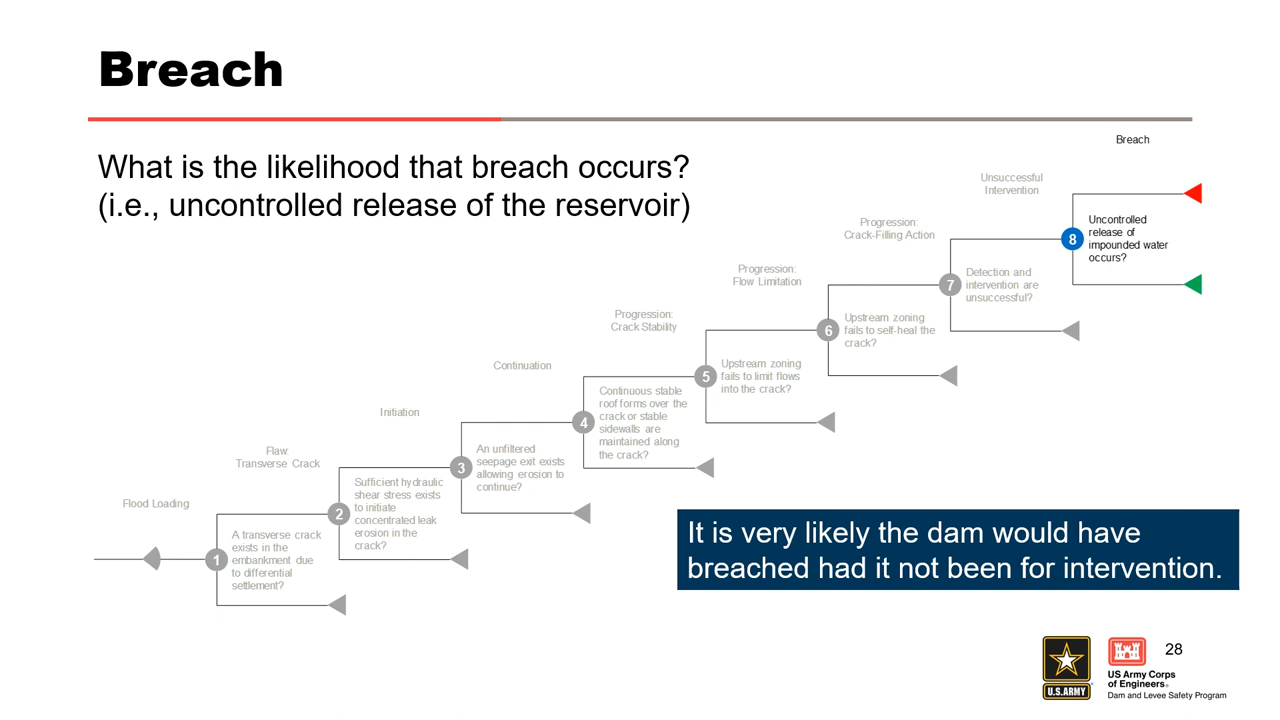 Breach
What is the likelihood that breach occurs?
(i.e., uncontrolled release of the reservoir)
Breach
Unsuccessful
Intervention
8
Uncontrolled
release of
impounded water
occurs?
Progression:
Crack-Filling Action
7
Detection and
intervention are
unsuccessful?
Progression:
Flow Limitation
6
Upstream zoning
fails to self-heal the
crack?
Progression:
Crack Stability
5
Upstream zoning
fails to limit flows
into the crack?
Continuation
4
Continuous stable
roof forms over the
crack or stable
sidewalls are
maintained along
the crack?
Initiation
3
An unfiltered
seepage exit exists
allowing erosion to
continue?
Flaw:
Transverse Crack
2
Sufficient hydraulic
shear stress exists
to initiate
concentrated leak
erosion in the
crack?
Flood Loading
1
A transverse crack
exists in the
embankment due
to differential
settlement?
It is very likely the dam would have
breached had it not been for intervention.
U.S.ARMY
US Army Corps
of Engineers®
Dam and Levee Safety Program
28